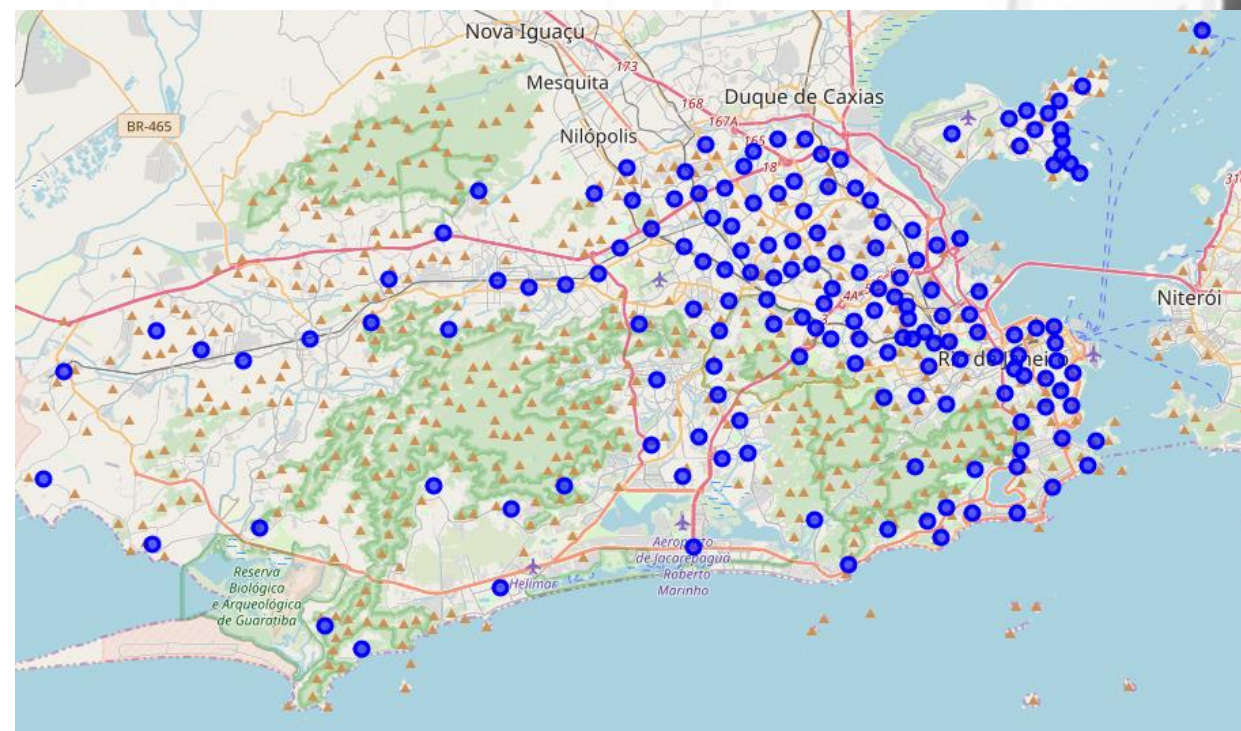 Nova Iguaçu
173
Mesquita
168
Duque de Caxias
167A
BR-465
165
Nilópolis
18
4A
3
Niterói
Rio de Janeiro
Aeroporto
de Jacarepaguá
- Roberto
Marinho
Helimar
Reserva
Biológica
e Arqueológica
de Guaratiba